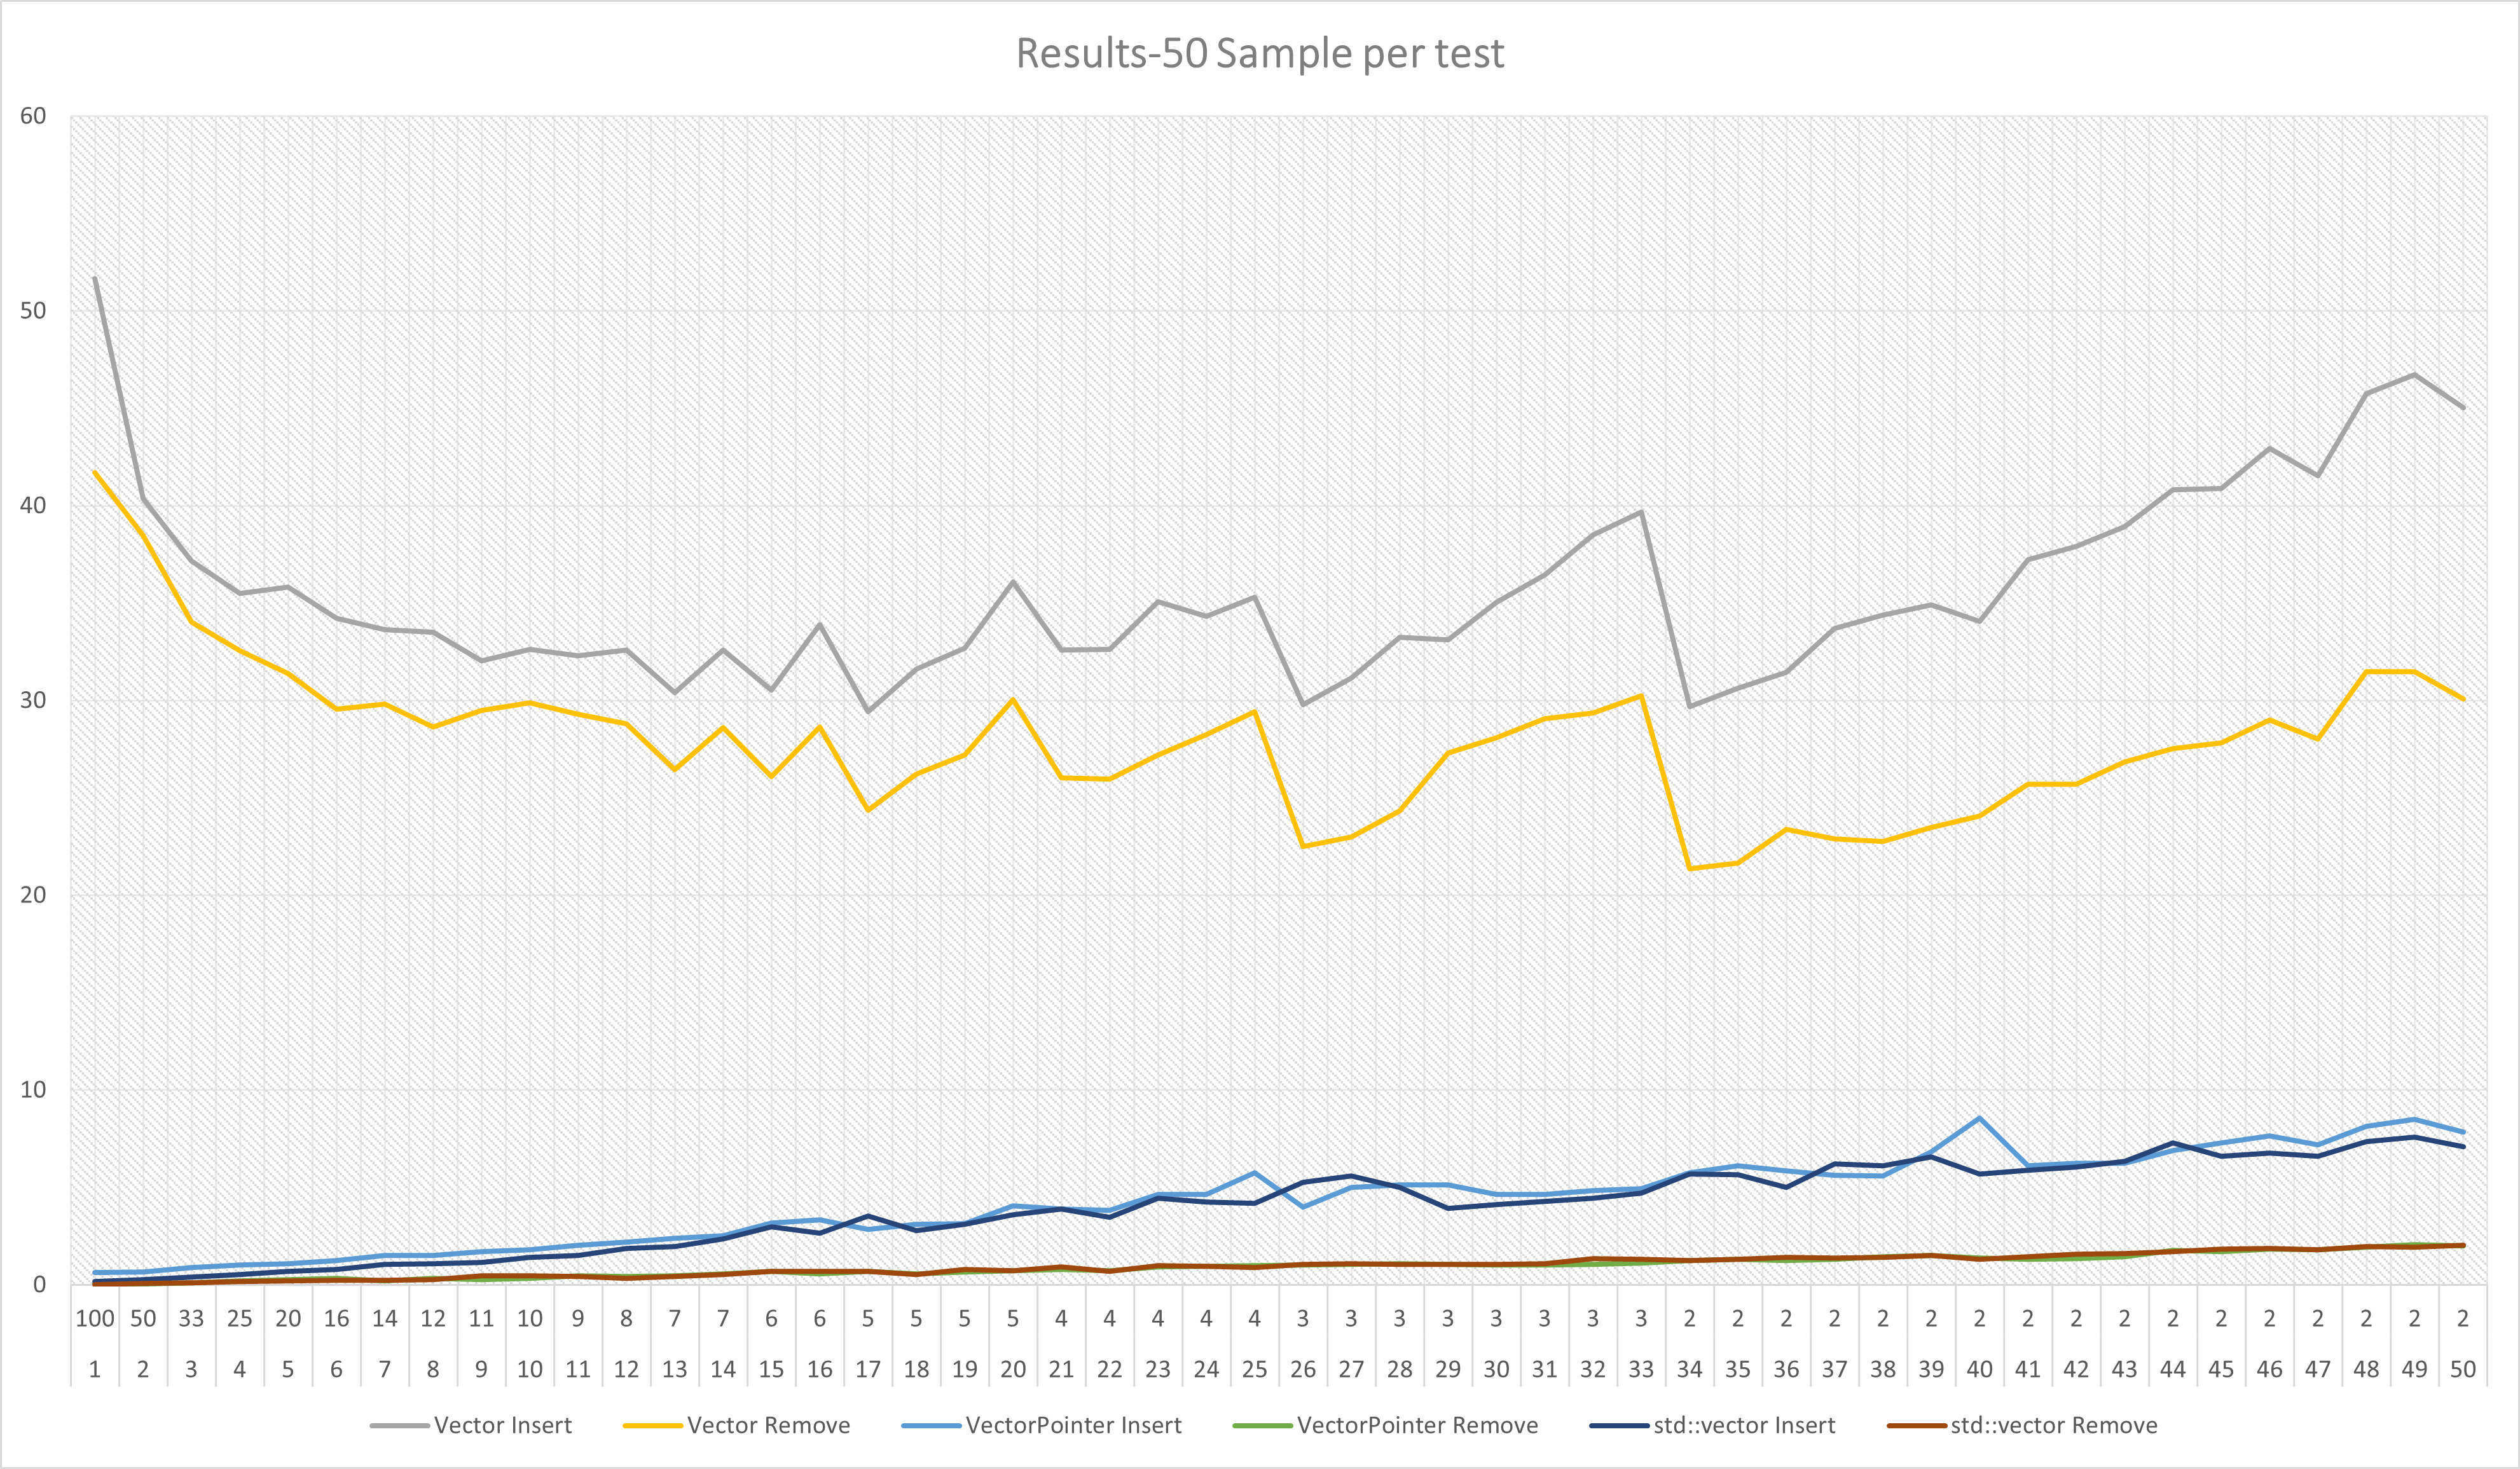 Results-50 Sample per test
60
50
40
30
20
10
0
100 50 33 25 20 16 14 12 11 10 9 8 7 7 6 6 5 5 5 5 4 4 4 4 4 3 3 3 3 3 3 3 3 2 2 2 2 2 2 2 2 2 2 2 2 2 2 2 2 2
1 2 3 4 5 6 7 8 9 10 11 12 13 14 15 16 17 18 19 20 21 22 23 24 25 26 27 28 29 30 31 32 33 34 35 36 37 38 39 40 41 42 43 44 45 46 47 48 49 50
Vector Insert Vector Remove VectorPointer Insert VectorPointer Remove std::vector Insert std::vector Remove